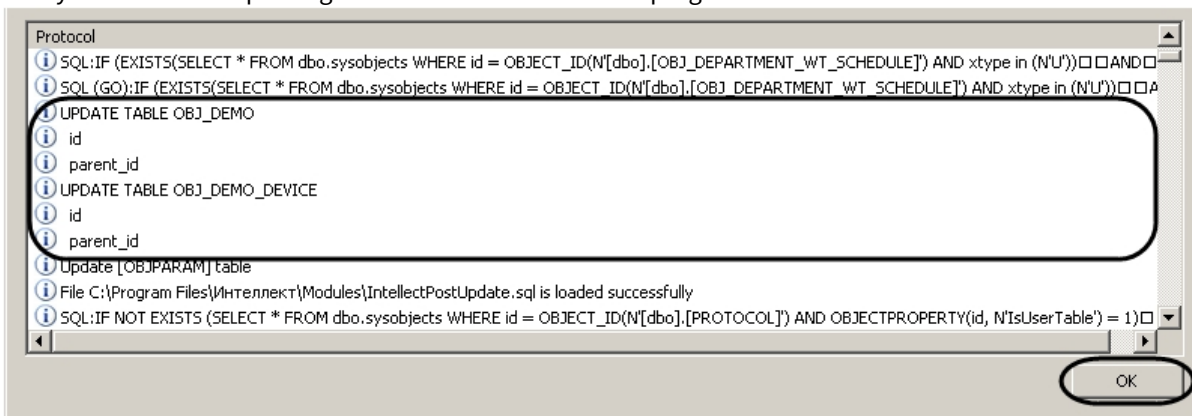 Protocol
SQL:IF (EXISTS(SELECT * FROM dbo.sysobjects WHERE id = OBJECT_ID(N'[dbo].[OBJ_DEPARTMENT_WT_SCHEDULE]') AND xtype in (N'U'))□□AND□
SQL (GO):IF (EXISTS(SELECT * FROM dbo.sysobjects WHERE id = OBJECT_ID(N'[dbo].[OBJ_DEPARTMENT_WT_SCHEDULE]') AND xtype in (N'U'))□□A
UPDATE TABLE OBJ_DEMO
id
parent_id
UPDATE TABLE OBJ_DEMO_DEVICE
id
parent_id
Update [OBJPARAM] table
File C:\Program Files\Интеллект\Modules\IntellectPostUpdate.sql is loaded successfully
SQL:IF NOT EXISTS (SELECT * FROM dbo.sysobjects WHERE id = OBJECT_ID(N'[dbo].[PROTOCOL]') AND OBJECTPROPERTY(id, N'IsUserTable') = 1)□
OK